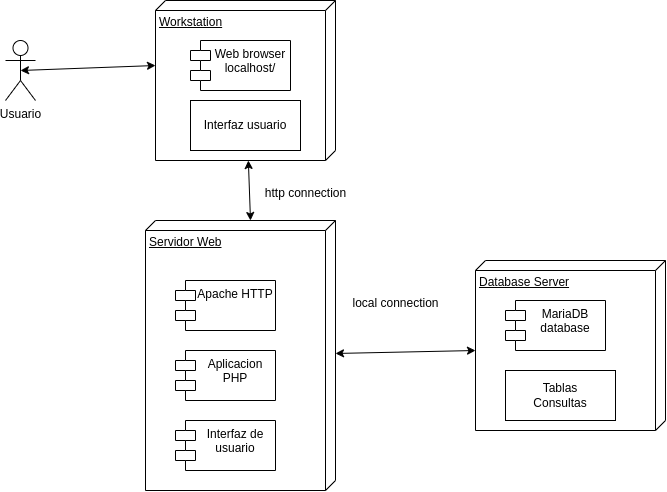 Workstation
Web browser
localhost/
Interfaz usuario
Usuario
http connection
Servidor Web
Apache HTTP
Aplicacion
PHP
Interfaz de
usuario
local connection
Database Server
MariaDB
database
Tablas
Consultas